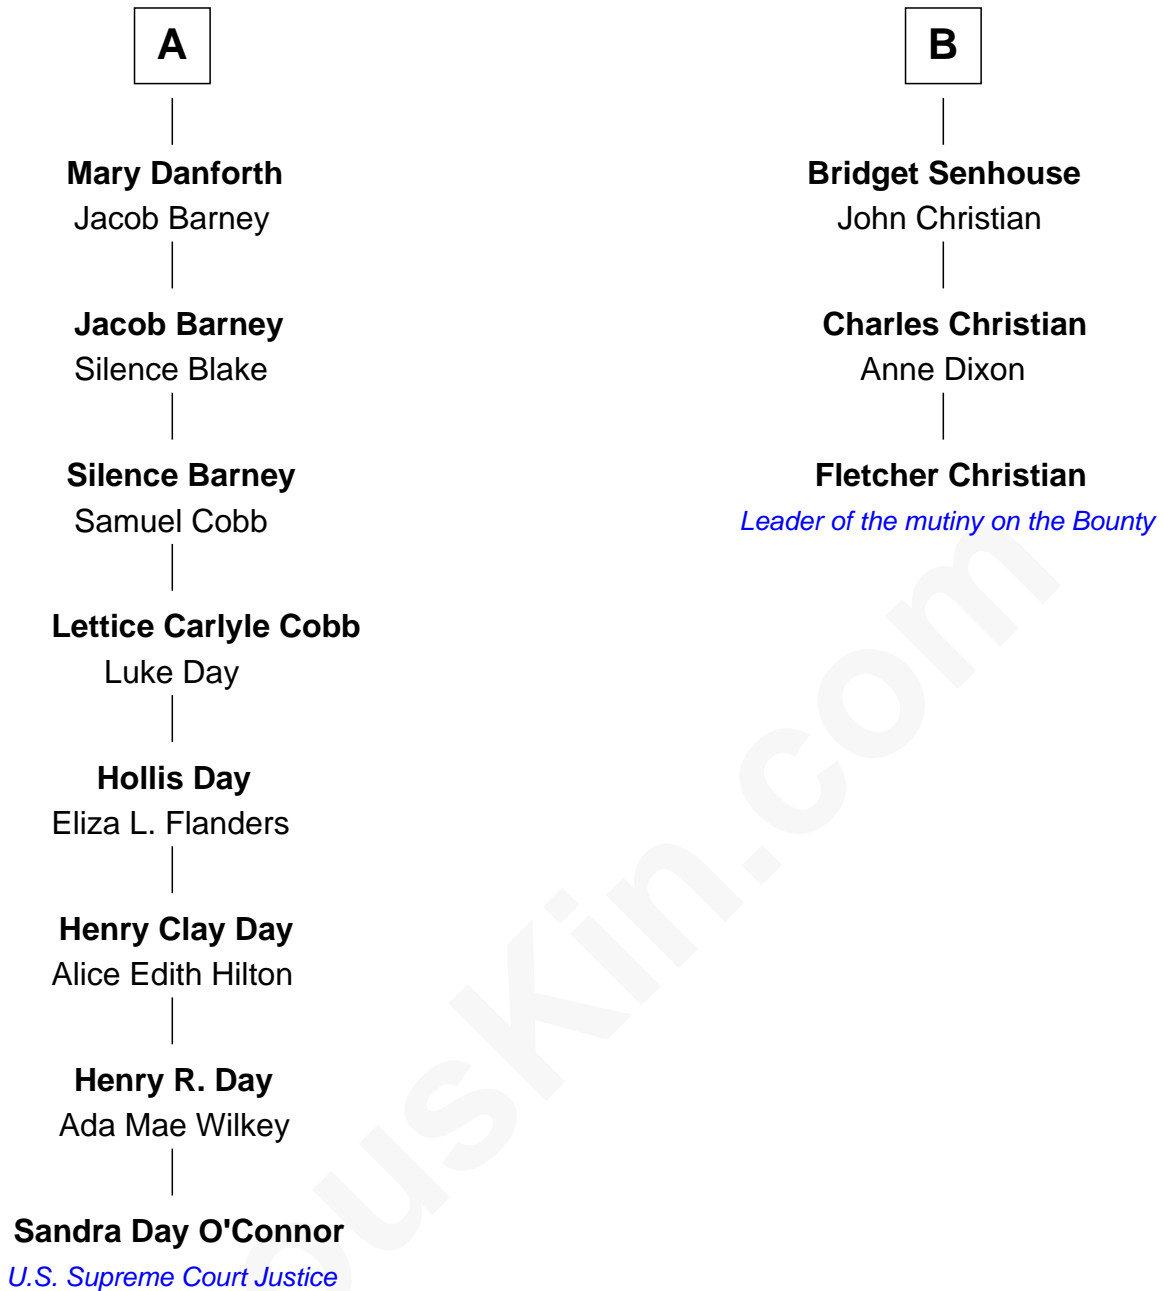 A
Mary Danforth
Jacob Barney
Jacob Barney
Silence Blake
Silence Barney
Samuel Cobb
Lettice Carlyle Cobb
Luke Day
Hollis Day
Eliza L. Flanders
Henry Clay Day
Alice Edith Hilton
Henry R. Day
Ada Mae Wilkey
Sandra Day O'Connor
U.S. Supreme Court Justice
B
Bridget Senhouse
John Christian
Charles Christian
Anne Dixon
Fletcher Christian
Leader of the mutiny on the Bounty
ousKin.com